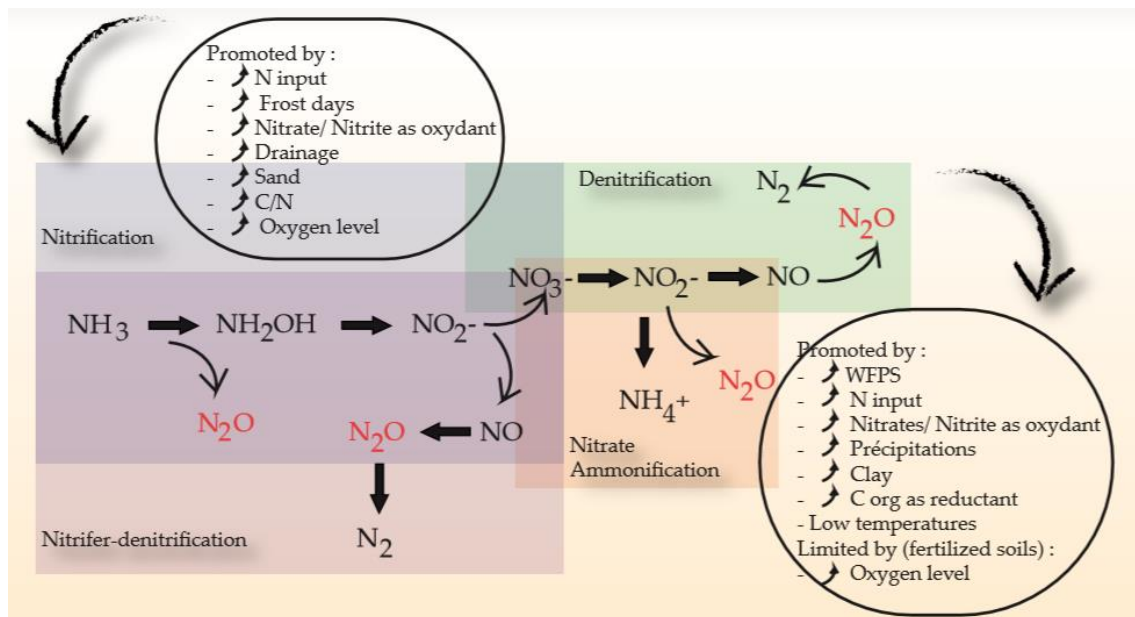 Promoted by :
- N input
- Frost days
- Nitrate/ Nitrite as oxydant
- Drainage
- Sand
- C/N
- Oxygen level
Nitrification
Denitrification
N2
N2O
NO3- NO2- NO
NH3 NH2OH NO2-
N2O
NH4+
N2O
N2O NO
Nitrate
Ammonification
Nitrifer-denitrification
N2
Promoted by :
- WFPS
- N input
- Nitrates/ Nitrite as oxydant
- Précipitations
- Clay
- C org as reductant
- Low temperatures
Limited by (fertilized soils) :
- Oxygen level